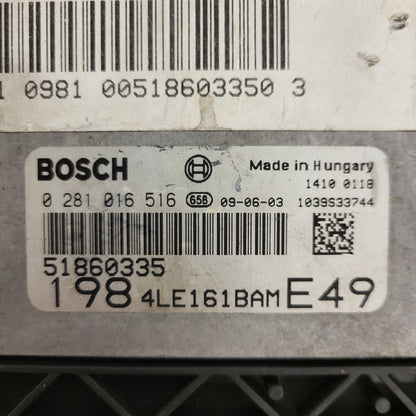 1 0981 00518603350 3
BOSCH Made in Hungary
1410 0118
0 281 016 516 65B 09-06-03 1039S33744
51860335
198 4LE161BAM E49